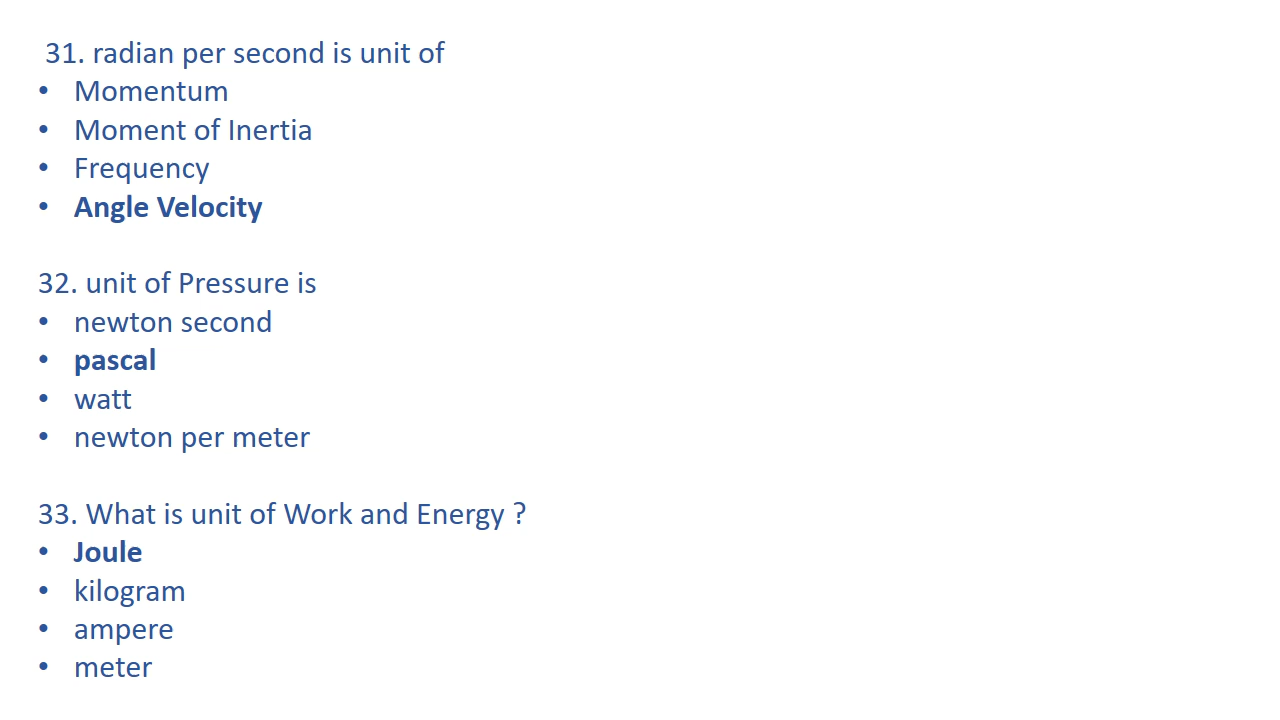 31. radian per second is unit of
• Momentum
• Moment of Inertia
• Frequency
• Angle Velocity
32. unit of Pressure is
• newton second
• pascal
• watt
• newton per meter
33. What is unit of Work and Energy ?
• Joule
• kilogram
• ampere
• meter